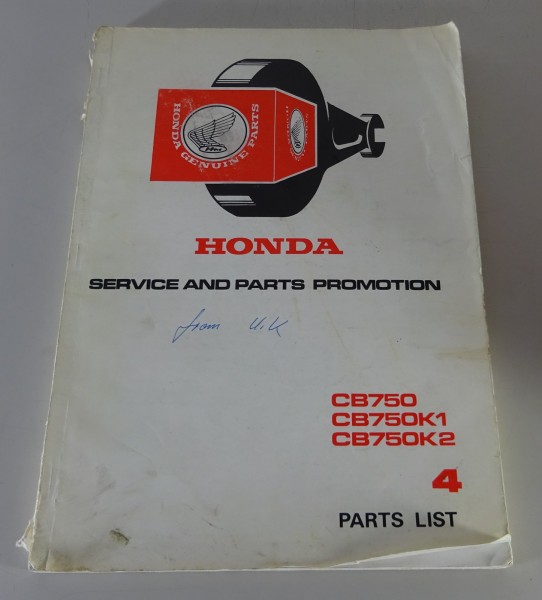 HONDA GENUINE PARTS
HONDA
SERVICE AND PARTS PROMOTION
from U.K
CB750
CB750K1
CB750K2
4
PARTS LIST